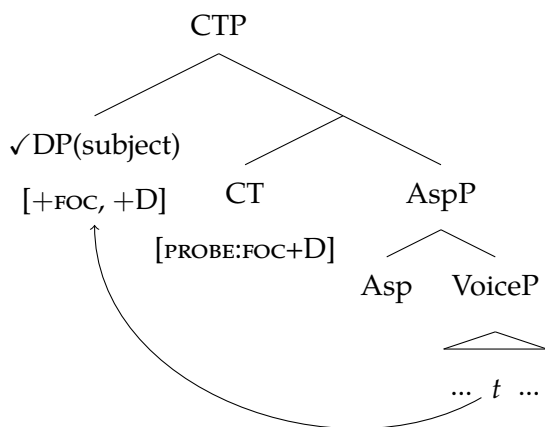 CTP
✓DP(subject) CT AspP
[+FOC, +D] [PROBE:FOC+D]
Asp VoiceP
... t ...